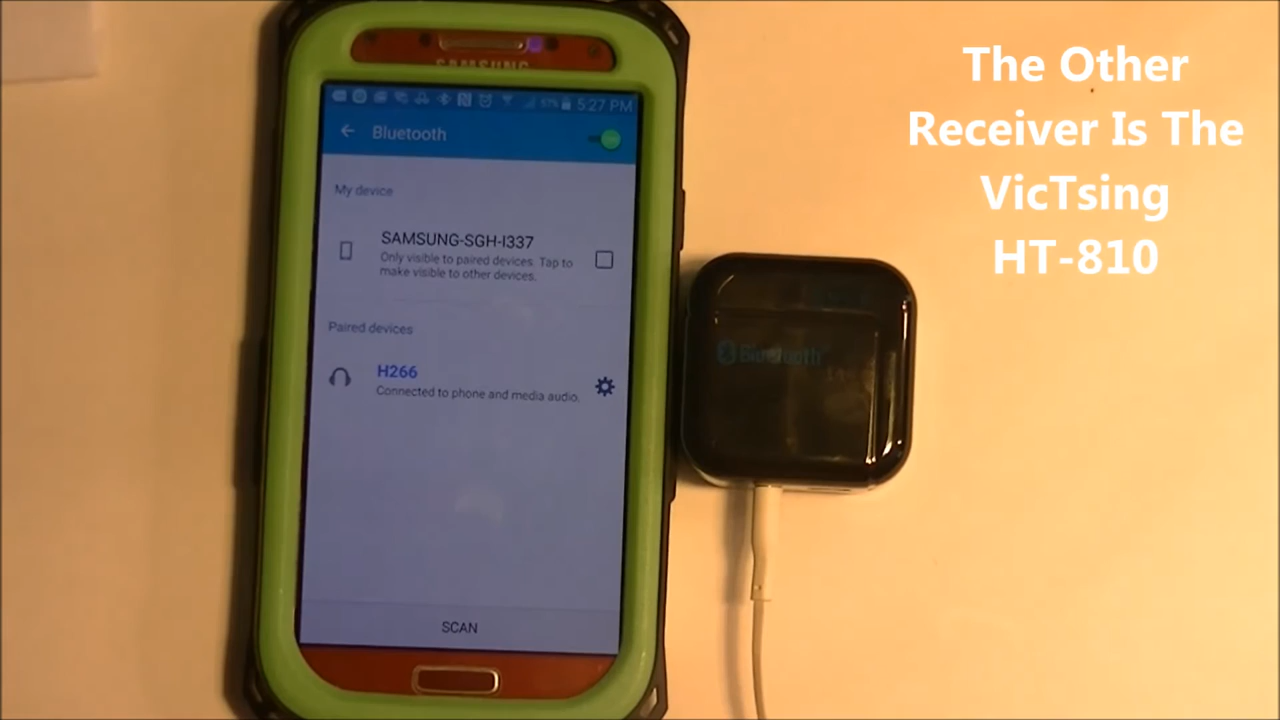 The Other
Receiver Is The
VicTsing
HT-810
SAMSUNG
57% 5:27 PM
Bluetooth
My device
SAMSUNG-SGH-I337
Only visible to paired devices. Tap to
make visible to other devices.
Paired devices
H266
Connected to phone and media audio.
SCAN
Bluetooth